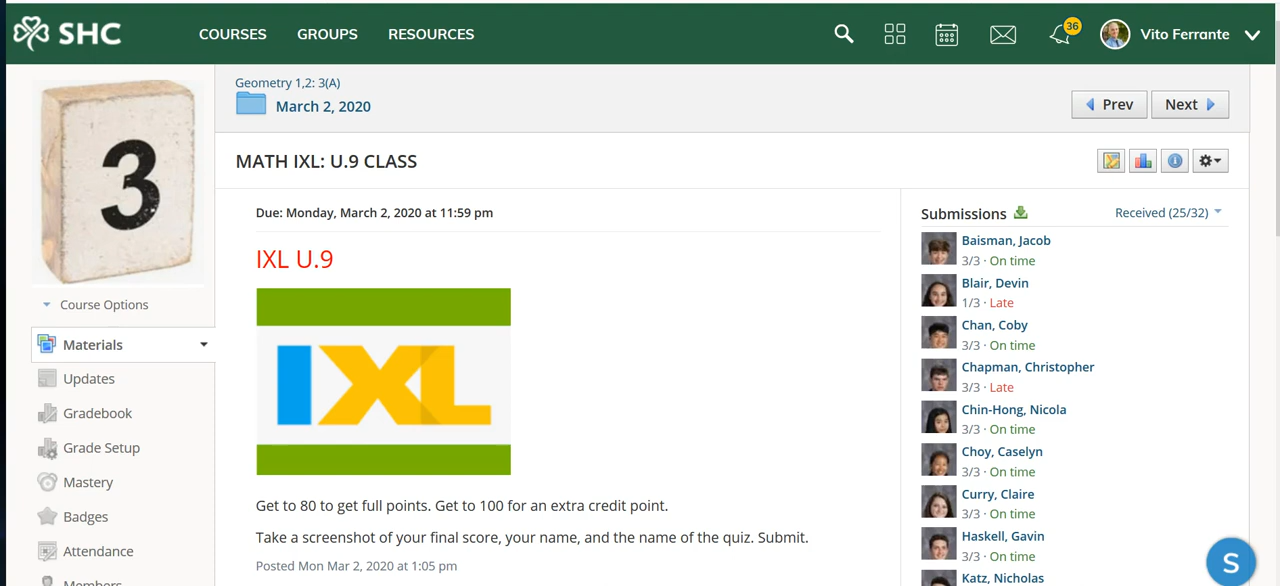 SHC
COURSES
GROUPS
RESOURCES
36
Vito Ferrante
3
Course Options
Materials
Updates
Gradebook
Grade Setup
Mastery
Badges
Attendance
Members
Geometry 1,2: 3(A)
March 2, 2020
Prev
Next
MATH IXL: U.9 CLASS
Due: Monday, March 2, 2020 at 11:59 pm
IXL U.9
IXL
Get to 80 to get full points. Get to 100 for an extra credit point.
Take a screenshot of your final score, your name, and the name of the quiz. Submit.
Posted Mon Mar 2, 2020 at 1:05 pm
Submissions
Received (25/32)
Baisman, Jacob
3/3 · On time
Blair, Devin
1/3 · Late
Chan, Coby
3/3 · On time
Chapman, Christopher
3/3 · Late
Chin-Hong, Nicola
3/3 · On time
Choy, Caselyn
3/3 · On time
Curry, Claire
3/3 · On time
Haskell, Gavin
3/3 · On time
Katz, Nicholas
S